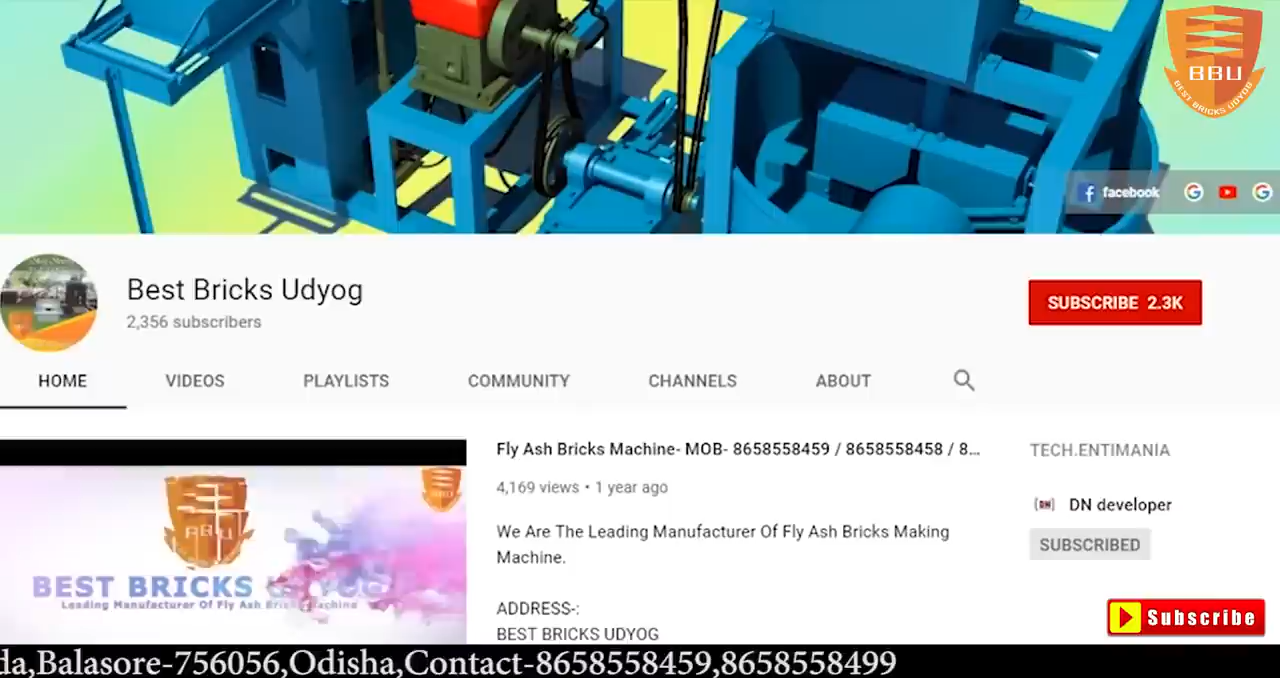 BBU
BEST BRICKS UDYOG
facebook
Best Bricks Udyog
2,356 subscribers
SUBSCRIBE 2.3K
HOME
VIDEOS
PLAYLISTS
COMMUNITY
CHANNELS
ABOUT
Fly Ash Bricks Machine- MOB- 8658558459 / 8658558458 / 8...
4,169 views • 1 year ago
We Are The Leading Manufacturer Of Fly Ash Bricks Making
Machine.
ADDRESS-:
BEST BRICKS UDYOG
TECH.ENTIMANIA
DN developer
SUBSCRIBED
BBU
BEST BRICKS
Leading Manufacturer Of Fly Ash Bricks Machine
Subscribe
da,Balasore-756056,Odisha,Contact-8658558459,8658558499